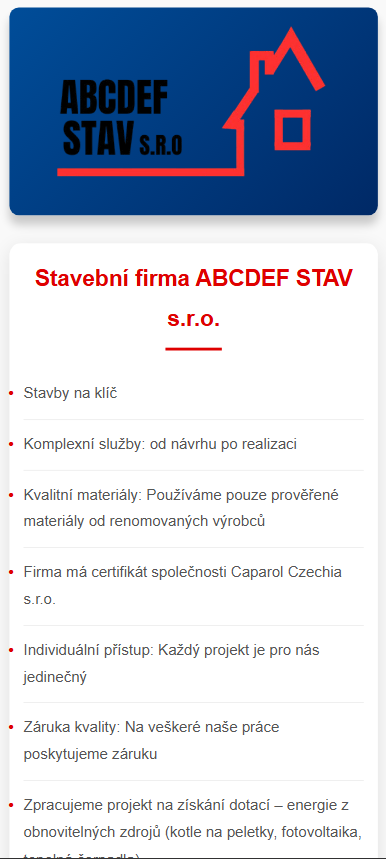 ABCDEF
STAV S.R.O
Stavební firma ABCDEF STAV
s.r.o.
Stavby na klíč
Komplexní služby: od návrhu po realizaci
Kvalitní materiály: Používáme pouze prověřené
materiály od renomovaných výrobců
Firma má certifikát společnosti Caparol Czechia
s.r.o.
Individuální přístup: Každý projekt je pro nás
jedinečný
Záruka kvality: Na veškeré naše práce
poskytujeme záruku
Zpracujeme projekt na získání dotací – energie z
obnovitelných zdrojů (kotle na peletky, fotovoltaika,
tepelná čerpadla)